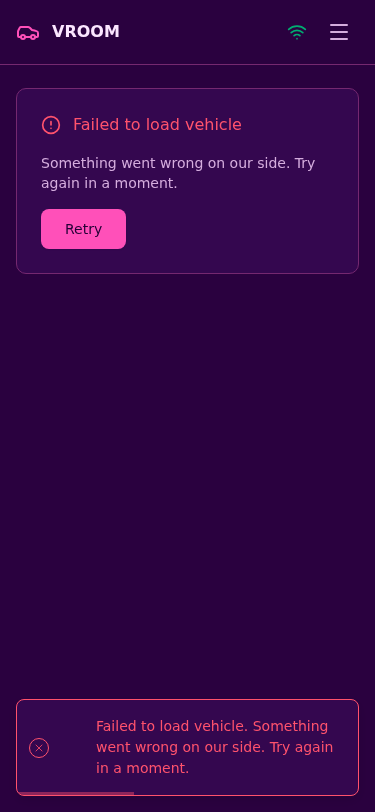 VROOM
Failed to load vehicle
Something went wrong on our side. Try
again in a moment.
Retry
Failed to load vehicle. Something
went wrong on our side. Try again
in a moment.